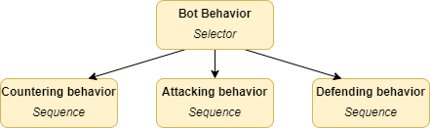 Bot Behavior
Selector
Countering behavior
Sequence
Attacking behavior
Sequence
Defending behavior
Sequence